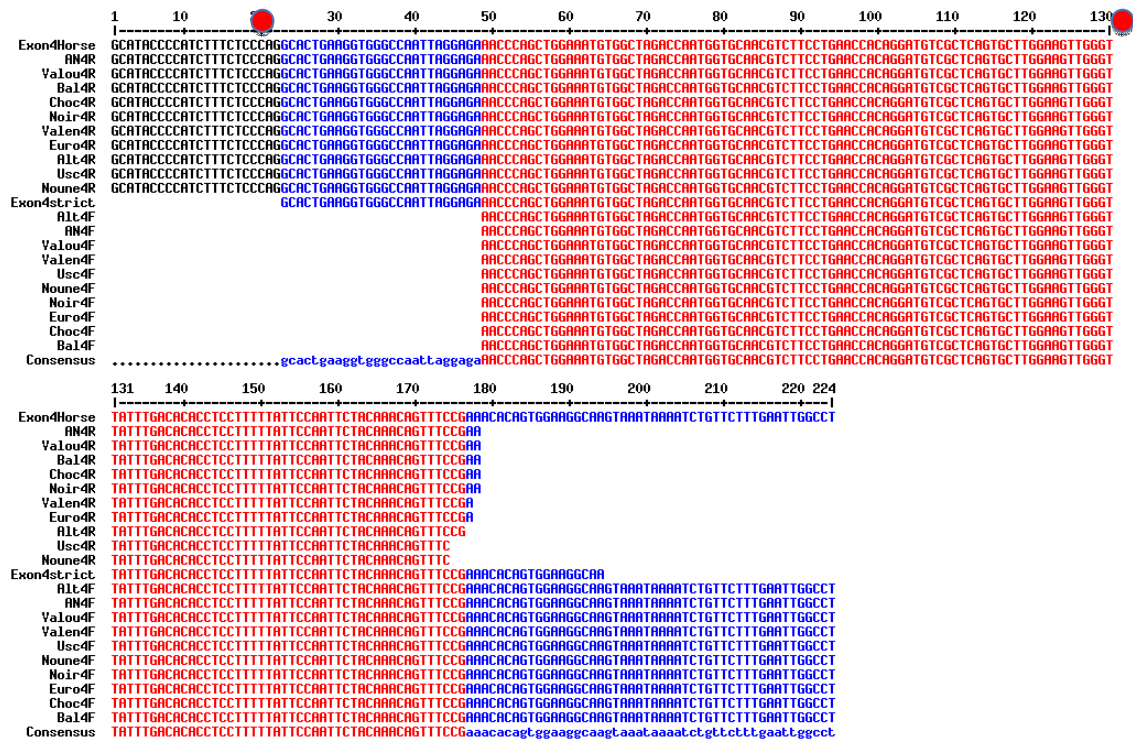 1 10 30 40 50 60 70 80 90 100 110 120 130
|---------+---------+---------+---------+---------+---------+---------+---------+---------+---------+---------+---------+---------|
Exon4Horse GCATACCCCATCTTTCTCCCAGGCACTGAAGGTGGGCCAATTAGGAGAAACCCAGCTGGAAATGTGGCTAGACCAATGGTGCAACGTCTTCCTGAACCACAGGATGTCGCTCAGTGCTTGGAAGTTGGGT
AN4R GCATACCCCATCTTTCTCCCAGGCACTGAAGGTGGGCCAATTAGGAGAAACCCAGCTGGAAATGTGGCTAGACCAATGGTGCAACGTCTTCCTGAACCACAGGATGTCGCTCAGTGCTTGGAAGTTGGGT
Valou4R GCATACCCCATCTTTCTCCCAGGCACTGAAGGTGGGCCAATTAGGAGAAACCCAGCTGGAAATGTGGCTAGACCAATGGTGCAACGTCTTCCTGAACCACAGGATGTCGCTCAGTGCTTGGAAGTTGGGT
Bal4R GCATACCCCATCTTTCTCCCAGGCACTGAAGGTGGGCCAATTAGGAGAAACCCAGCTGGAAATGTGGCTAGACCAATGGTGCAACGTCTTCCTGAACCACAGGATGTCGCTCAGTGCTTGGAAGTTGGGT
Choc4R GCATACCCCATCTTTCTCCCAGGCACTGAAGGTGGGCCAATTAGGAGAAACCCAGCTGGAAATGTGGCTAGACCAATGGTGCAACGTCTTCCTGAACCACAGGATGTCGCTCAGTGCTTGGAAGTTGGGT
Noir4R GCATACCCCATCTTTCTCCCAGGCACTGAAGGTGGGCCAATTAGGAGAAACCCAGCTGGAAATGTGGCTAGACCAATGGTGCAACGTCTTCCTGAACCACAGGATGTCGCTCAGTGCTTGGAAGTTGGGT
Valen4R GCATACCCCATCTTTCTCCCAGGCACTGAAGGTGGGCCAATTAGGAGAAACCCAGCTGGAAATGTGGCTAGACCAATGGTGCAACGTCTTCCTGAACCACAGGATGTCGCTCAGTGCTTGGAAGTTGGGT
Euro4R GCATACCCCATCTTTCTCCCAGGCACTGAAGGTGGGCCAATTAGGAGAAACCCAGCTGGAAATGTGGCTAGACCAATGGTGCAACGTCTTCCTGAACCACAGGATGTCGCTCAGTGCTTGGAAGTTGGGT
Alt4R GCATACCCCATCTTTCTCCCAGGCACTGAAGGTGGGCCAATTAGGAGAAACCCAGCTGGAAATGTGGCTAGACCAATGGTGCAACGTCTTCCTGAACCACAGGATGTCGCTCAGTGCTTGGAAGTTGGGT
Usc4R GCATACCCCATCTTTCTCCCAGGCACTGAAGGTGGGCCAATTAGGAGAAACCCAGCTGGAAATGTGGCTAGACCAATGGTGCAACGTCTTCCTGAACCACAGGATGTCGCTCAGTGCTTGGAAGTTGGGT
Noune4R GCATACCCCATCTTTCTCCCAGGCACTGAAGGTGGGCCAATTAGGAGAAACCCAGCTGGAAATGTGGCTAGACCAATGGTGCAACGTCTTCCTGAACCACAGGATGTCGCTCAGTGCTTGGAAGTTGGGT
Exon4strict GCACTGAAGGTGGGCCAATTAGGAGAAACCCAGCTGGAAATGTGGCTAGACCAATGGTGCAACGTCTTCCTGAACCACAGGATGTCGCTCAGTGCTTGGAAGTTGGGT
Alt4F AACCCAGCTGGAAATGTGGCTAGACCAATGGTGCAACGTCTTCCTGAACCACAGGATGTCGCTCAGTGCTTGGAAGTTGGGT
AN4F AACCCAGCTGGAAATGTGGCTAGACCAATGGTGCAACGTCTTCCTGAACCACAGGATGTCGCTCAGTGCTTGGAAGTTGGGT
Valou4F AACCCAGCTGGAAATGTGGCTAGACCAATGGTGCAACGTCTTCCTGAACCACAGGATGTCGCTCAGTGCTTGGAAGTTGGGT
Valen4F AACCCAGCTGGAAATGTGGCTAGACCAATGGTGCAACGTCTTCCTGAACCACAGGATGTCGCTCAGTGCTTGGAAGTTGGGT
Usc4F AACCCAGCTGGAAATGTGGCTAGACCAATGGTGCAACGTCTTCCTGAACCACAGGATGTCGCTCAGTGCTTGGAAGTTGGGT
Noune4F AACCCAGCTGGAAATGTGGCTAGACCAATGGTGCAACGTCTTCCTGAACCACAGGATGTCGCTCAGTGCTTGGAAGTTGGGT
Noir4F AACCCAGCTGGAAATGTGGCTAGACCAATGGTGCAACGTCTTCCTGAACCACAGGATGTCGCTCAGTGCTTGGAAGTTGGGT
Euro4F AACCCAGCTGGAAATGTGGCTAGACCAATGGTGCAACGTCTTCCTGAACCACAGGATGTCGCTCAGTGCTTGGAAGTTGGGT
Choc4F AACCCAGCTGGAAATGTGGCTAGACCAATGGTGCAACGTCTTCCTGAACCACAGGATGTCGCTCAGTGCTTGGAAGTTGGGT
Bal4F AACCCAGCTGGAAATGTGGCTAGACCAATGGTGCAACGTCTTCCTGAACCACAGGATGTCGCTCAGTGCTTGGAAGTTGGGT
Consensus ......................gcactgaaggtgggccaattaggagaAACCCAGCTGGAAATGTGGCTAGACCAATGGTGCAACGTCTTCCTGAACCACAGGATGTCGCTCAGTGCTTGGAAGTTGGGT
131 140 150 160 170 180 190 200 210 220 224
|--------+---------+---------+---------+---------+---------+---------+---------+---------+---|
Exon4Horse TATTTGACACACCTCCTTTTTATTCCAATTCTACAAACAGTTTCCGAAACACAGTGGAAGGCAAGTAAATAAAATCTGTTCTTTGAATTGGCCT
AN4R TATTTGACACACCTCCTTTTTATTCCAATTCTACAAACAGTTTCCGAA
Valou4R TATTTGACACACCTCCTTTTTATTCCAATTCTACAAACAGTTTCCGAA
Bal4R TATTTGACACACCTCCTTTTTATTCCAATTCTACAAACAGTTTCCGAA
Choc4R TATTTGACACACCTCCTTTTTATTCCAATTCTACAAACAGTTTCCGAA
Noir4R TATTTGACACACCTCCTTTTTATTCCAATTCTACAAACAGTTTCCGAA
Valen4R TATTTGACACACCTCCTTTTTATTCCAATTCTACAAACAGTTTCCGA
Euro4R TATTTGACACACCTCCTTTTTATTCCAATTCTACAAACAGTTTCCGA
Alt4R TATTTGACACACCTCCTTTTTATTCCAATTCTACAAACAGTTTCCG
Usc4R TATTTGACACACCTCCTTTTTATTCCAATTCTACAAACAGTTTC
Noune4R TATTTGACACACCTCCTTTTTATTCCAATTCTACAAACAGTTTC
Exon4strict TATTTGACACACCTCCTTTTTATTCCAATTCTACAAACAGTTTCCGAAACACAGTGGAAGGCAA
Alt4F TATTTGACACACCTCCTTTTTATTCCAATTCTACAAACAGTTTCCGAAACACAGTGGAAGGCAAGTAAATAAAATCTGTTCTTTGAATTGGCCT
AN4F TATTTGACACACCTCCTTTTTATTCCAATTCTACAAACAGTTTCCGAAACACAGTGGAAGGCAAGTAAATAAAATCTGTTCTTTGAATTGGCCT
Valou4F TATTTGACACACCTCCTTTTTATTCCAATTCTACAAACAGTTTCCGAAACACAGTGGAAGGCAAGTAAATAAAATCTGTTCTTTGAATTGGCCT
Valen4F TATTTGACACACCTCCTTTTTATTCCAATTCTACAAACAGTTTCCGAAACACAGTGGAAGGCAAGTAAATAAAATCTGTTCTTTGAATTGGCCT
Usc4F TATTTGACACACCTCCTTTTTATTCCAATTCTACAAACAGTTTCCGAAACACAGTGGAAGGCAAGTAAATAAAATCTGTTCTTTGAATTGGCCT
Noune4F TATTTGACACACCTCCTTTTTATTCCAATTCTACAAACAGTTTCCGAAACACAGTGGAAGGCAAGTAAATAAAATCTGTTCTTTGAATTGGCCT
Noir4F TATTTGACACACCTCCTTTTTATTCCAATTCTACAAACAGTTTCCGAAACACAGTGGAAGGCAAGTAAATAAAATCTGTTCTTTGAATTGGCCT
Euro4F TATTTGACACACCTCCTTTTTATTCCAATTCTACAAACAGTTTCCGAAACACAGTGGAAGGCAAGTAAATAAAATCTGTTCTTTGAATTGGCCT
Choc4F TATTTGACACACCTCCTTTTTATTCCAATTCTACAAACAGTTTCCGAAACACAGTGGAAGGCAAGTAAATAAAATCTGTTCTTTGAATTGGCCT
Bal4F TATTTGACACACCTCCTTTTTATTCCAATTCTACAAACAGTTTCCGAAACACAGTGGAAGGCAAGTAAATAAAATCTGTTCTTTGAATTGGCCT
Consensus TATTTGACACACCTCCTTTTTATTCCAATTCTACAAACAGTTTCCGaaacacagtggaaggcaagtaaataaaatctgttctttgaattggcct